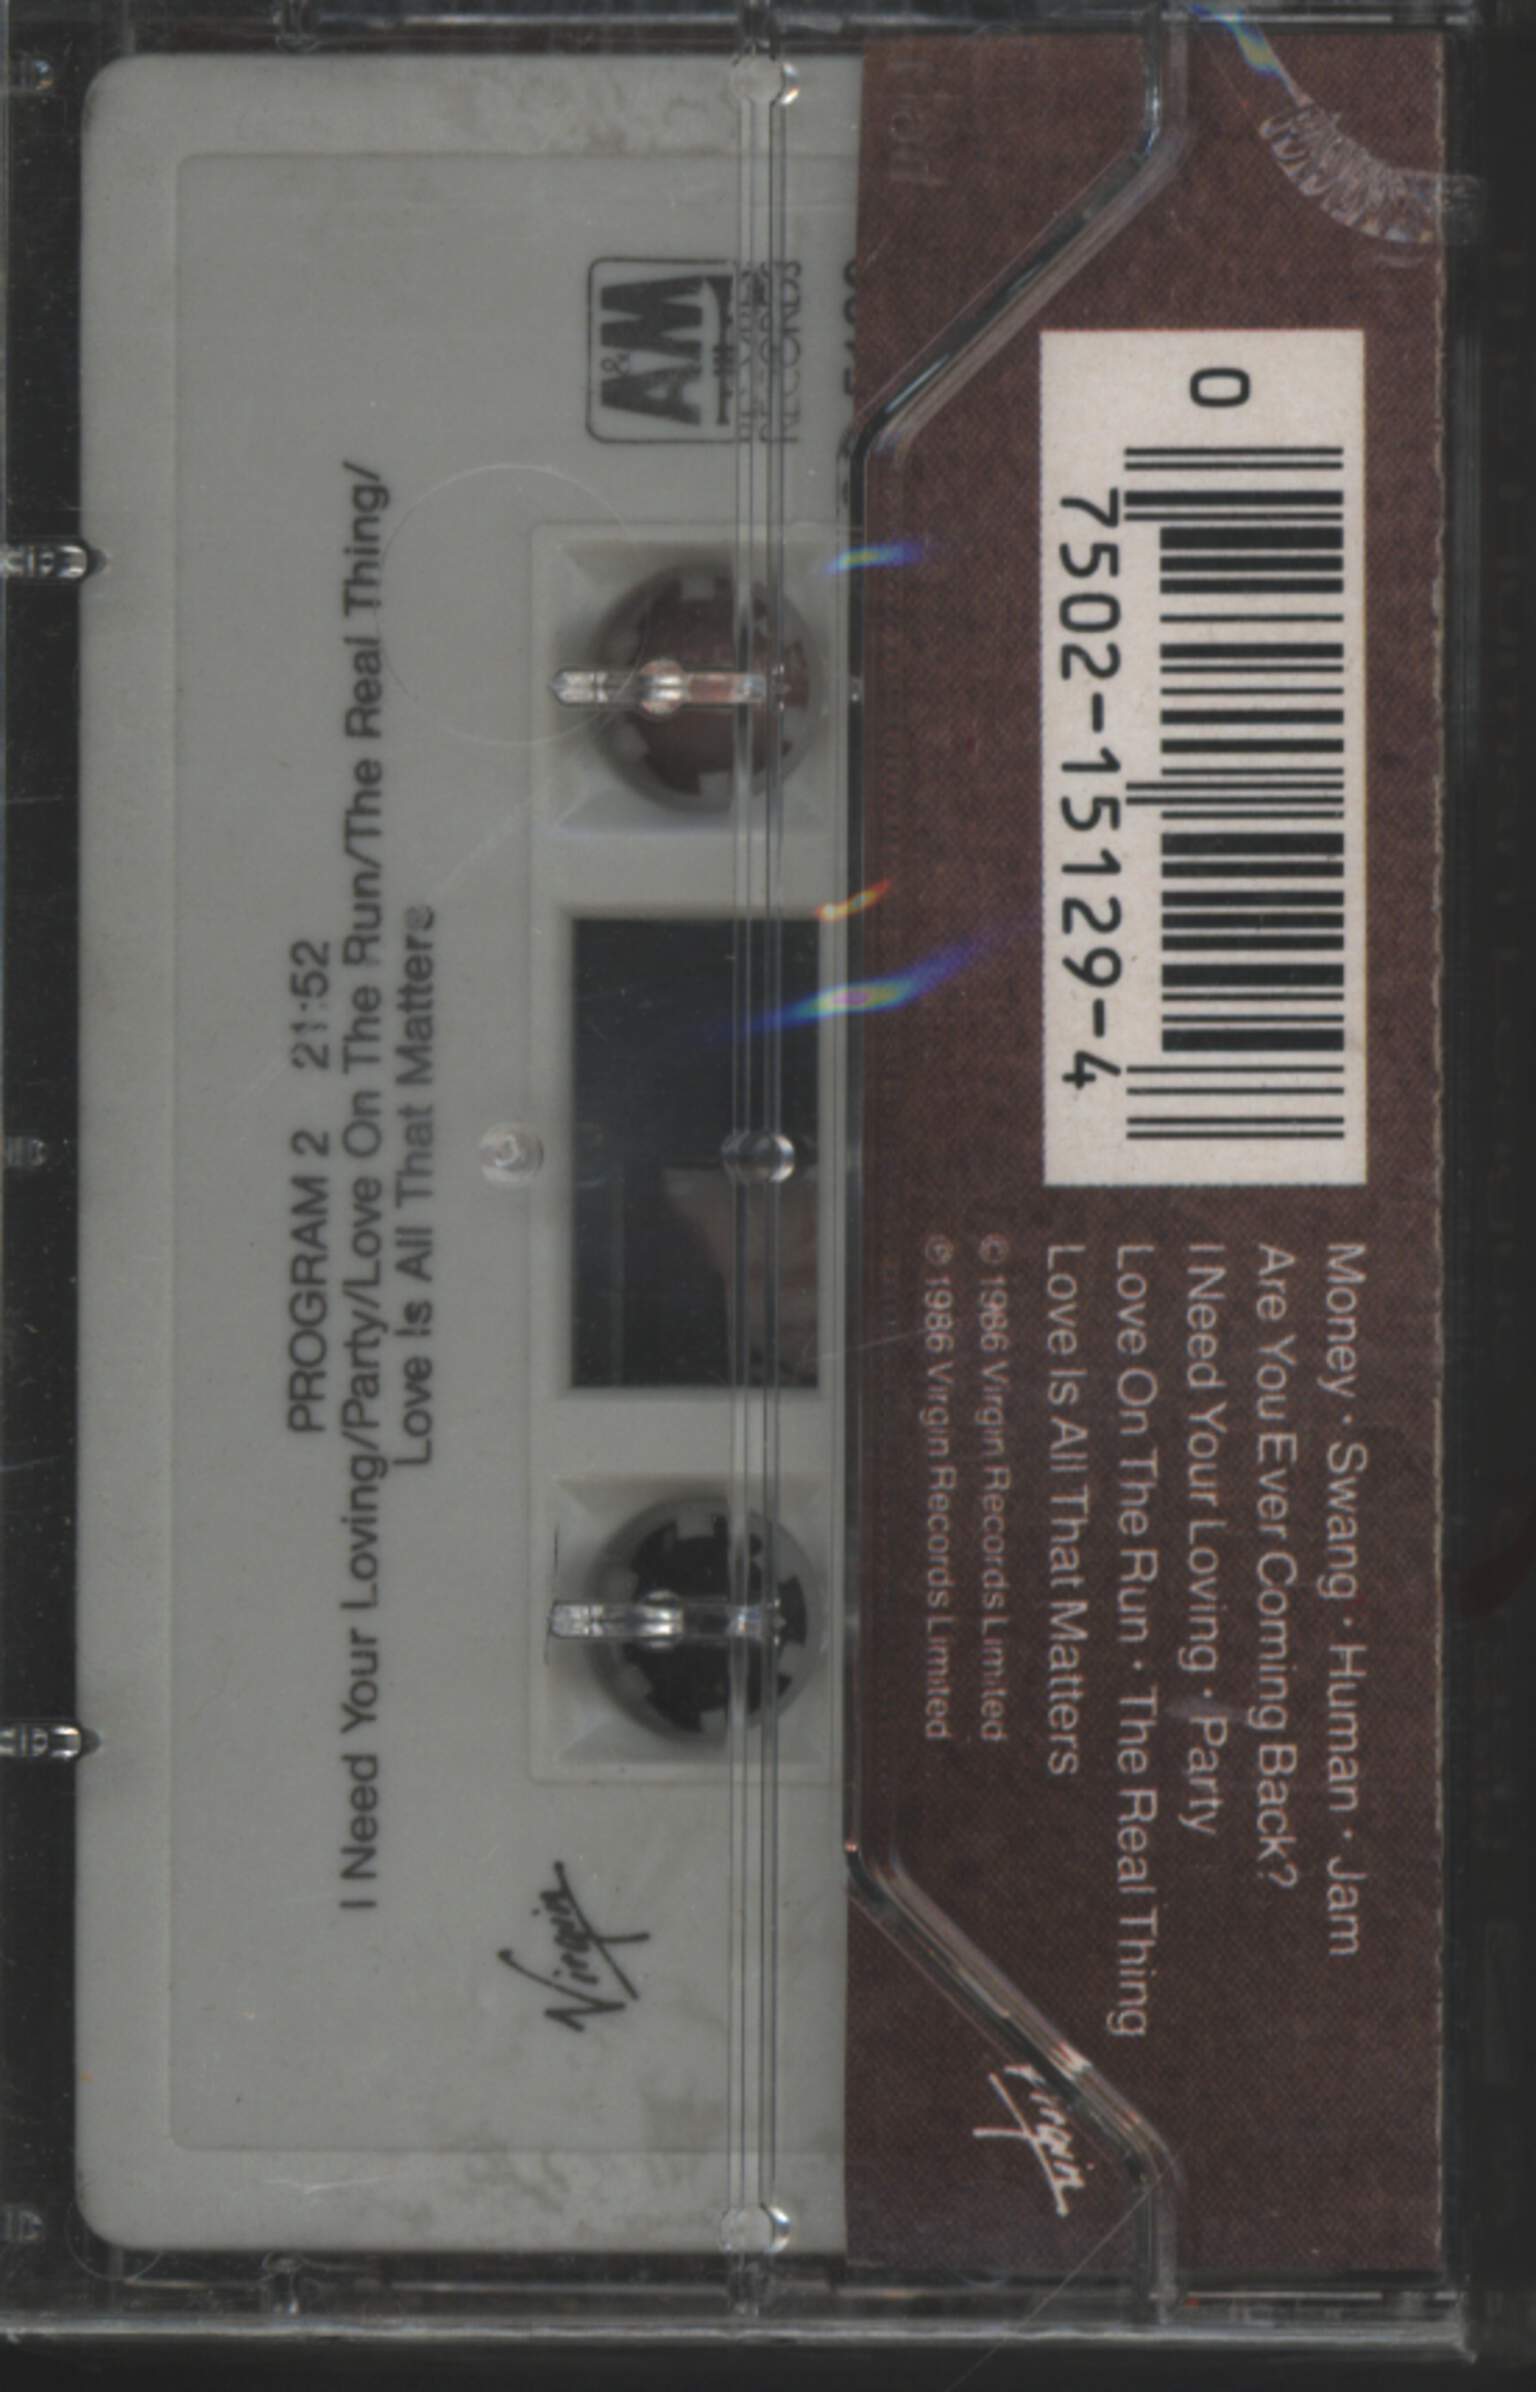 Money · Swang · Human · Jam
Are You Ever Coming Back?
I Need Your Loving · Party
Love On The Run · The Real Thing
Love Is All That Matters
© 1986 Virgin Records Limited
℗ 1986 Virgin Records Limited
Virgin
0
7502-15129-4
A&M
RECORDS
PROGRAM 2 21:52
I Need Your Loving/Party/Love On The Run/The Real Thing/
Love Is All That Matters
Virgin